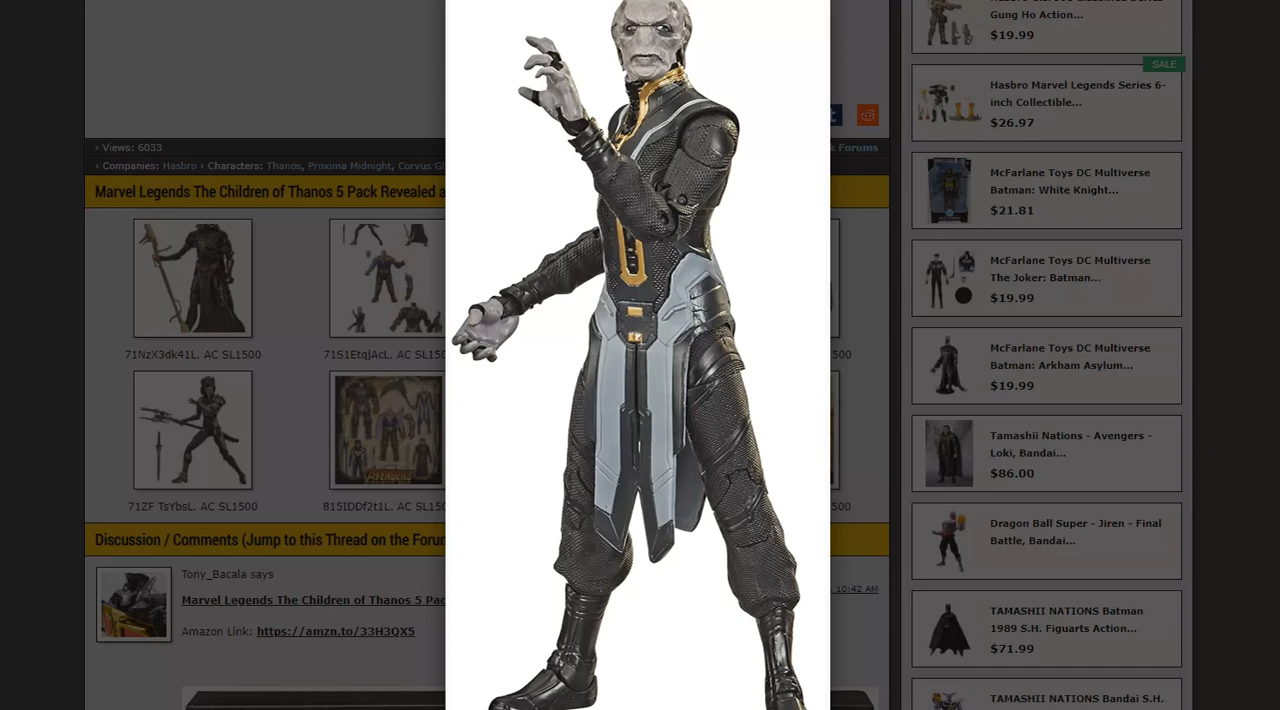 › Views: 6033
› Companies: Hasbro › Characters: Thanos, Proxima Midnight, Corvus Gl
Forums
Marvel Legends The Children of Thanos 5 Pack Revealed a
71NzX3dk41L. AC SL1500
71S1EtqjAcL. AC SL150
500
71ZF TsYbsL. AC SL1500
815IDDf2t1L. AC SL1500
500
Discussion / Comments (Jump to this Thread on the Forum
Tony_Bacala says
10:42 AM
Marvel Legends The Children of Thanos 5 Pac
Amazon Link: https://amzn.to/33H3QX5
Gung Ho Action...
$19.99
SALE
Hasbro Marvel Legends Series 6-
inch Collectible...
$26.97
McFarlane Toys DC Multiverse
Batman: White Knight...
$21.81
McFarlane Toys DC Multiverse
The Joker: Batman...
$19.99
McFarlane Toys DC Multiverse
Batman: Arkham Asylum...
$19.99
Tamashii Nations - Avengers -
Loki, Bandai...
$86.00
Dragon Ball Super - Jiren - Final
Battle, Bandai...
TAMASHII NATIONS Batman
1989 S.H. Figuarts Action...
$71.99
TAMASHII NATIONS Bandai S.H.